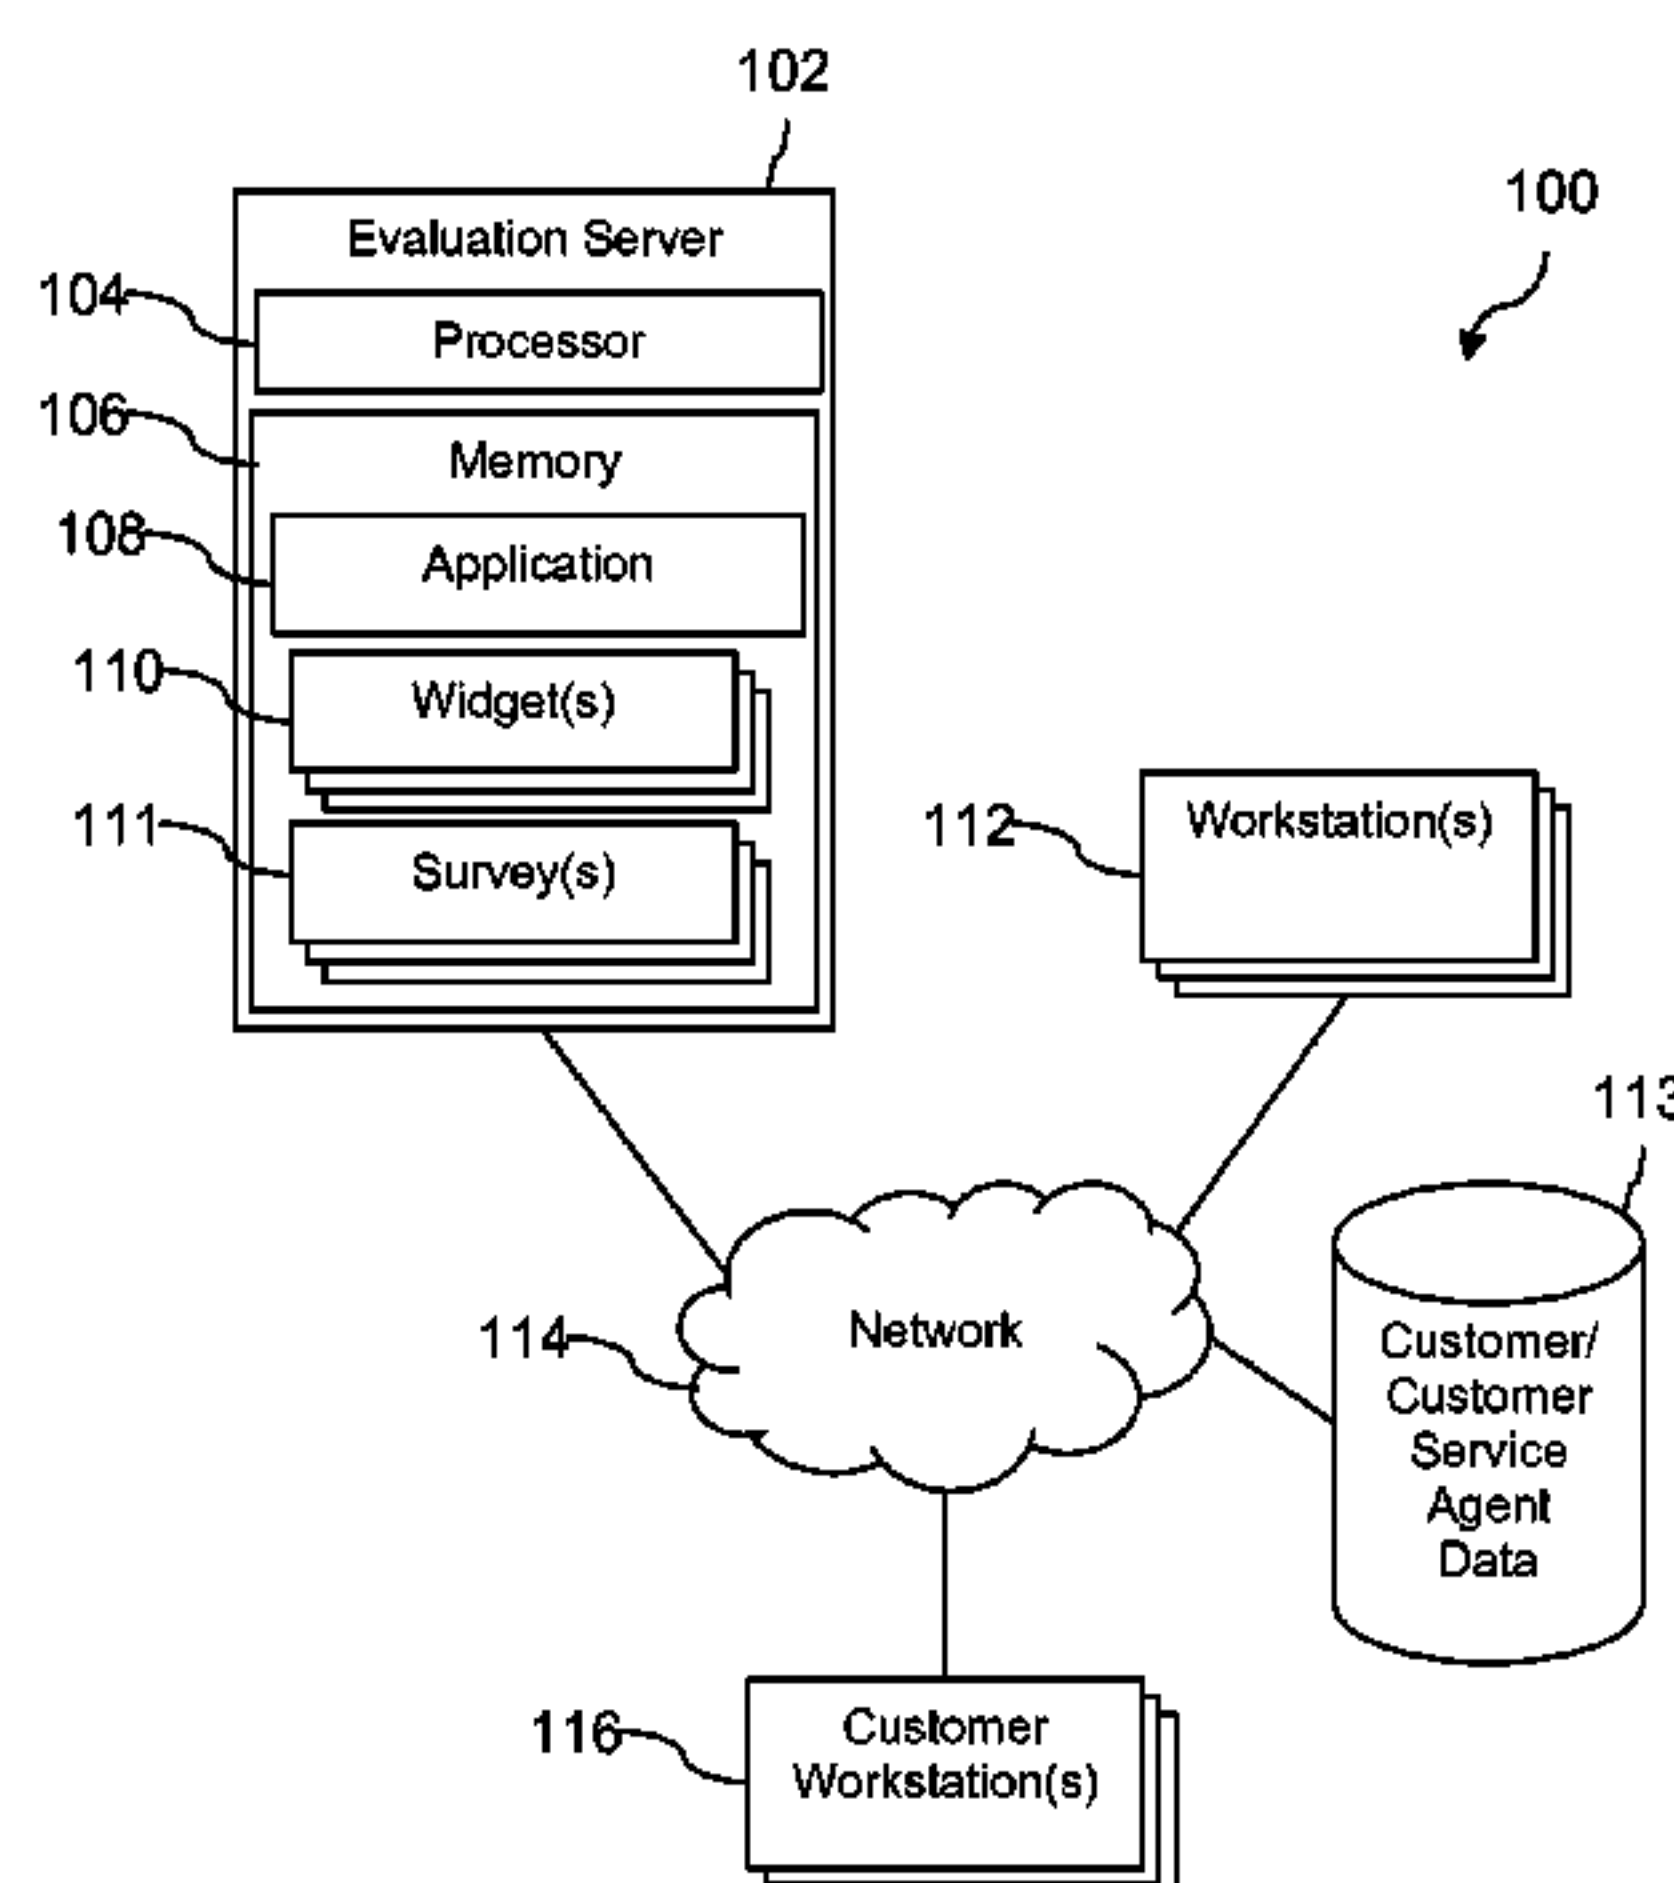 102
100
Evaluation Server
104
Processor
106
Memory
108
Application
110
Widget(s)
111
Survey(s)
112
Workstation(s)
113
114
Network
Customer/
Customer
Service
Agent
Data
116
Customer
Workstation(s)